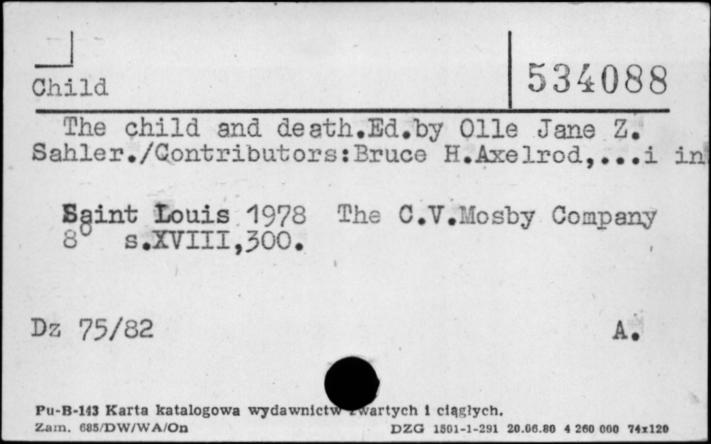 Child
534088
The child and death.Ed.by Olle Jane Z.
Sahler./Contributors:Bruce H.Axelrod,...i in
Saint Louis 1978 The C.V.Mosby Company
8° s.XVIII,300.
Dz 75/82 A.
Pu-B-143 Karta katalogowa wydawnictw zwartych i ciągłych.
Zam. 685/DW/WA/On DZG 1501-1-291 20.06.80 4 260 000 74x120